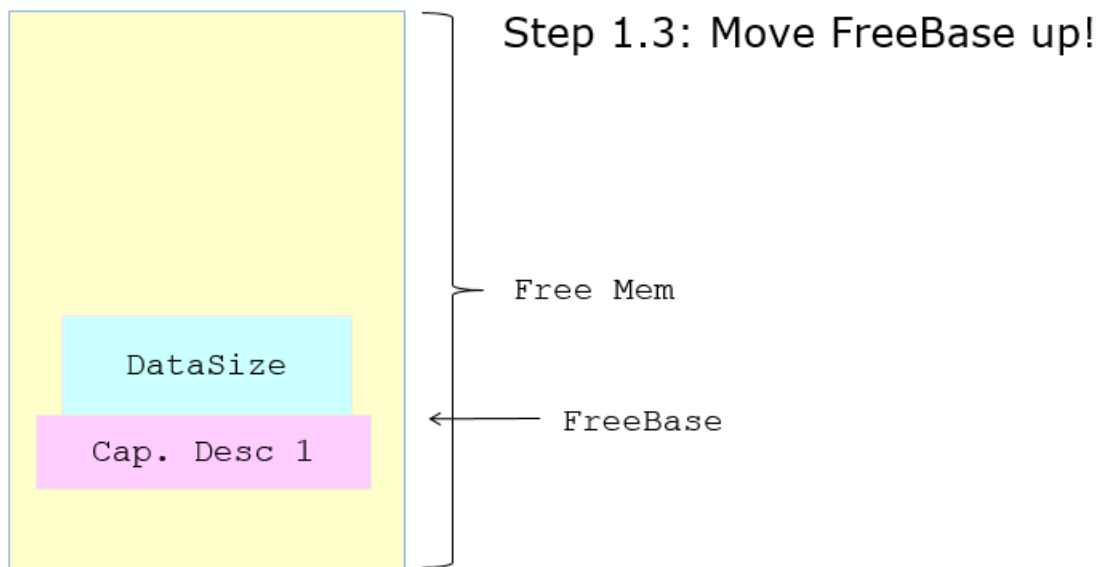 Step 1.3: Move FreeBase up!
Free Mem
DataSize
FreeBase
Cap. Desc 1